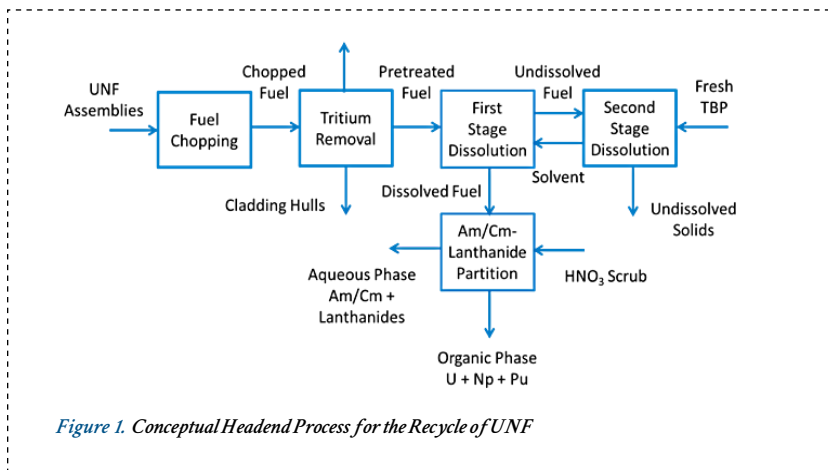 UNF
Assemblies
Fuel
Chopping
Chopped
Fuel
Tritium
Removal
Cladding Hulls
Pretreated
Fuel
First
Stage
Dissolution
Undissolved
Fuel
Solvent
Second
Stage
Dissolution
Fresh
TBP
Undissolved
Solids
Dissolved Fuel
Am/Cm-
Lanthanide
Partition
HNO₃ Scrub
Aqueous Phase
Am/Cm +
Lanthanides
Organic Phase
U + Np + Pu
Figure 1. Conceptual Headend Process for the Recycle of UNF